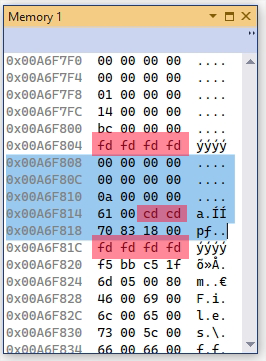 Memory 1
0x00A6F7F0 00 00 00 00 ....
0x00A6F7F4 00 00 00 00 ....
0x00A6F7F8 01 00 00 00 ....
0x00A6F7FC 14 00 00 00 ....
0x00A6F800 bc 00 00 00 ....
0x00A6F804 fd fd fd fd ýýýý
0x00A6F808 00 00 00 00 ....
0x00A6F80C 00 00 00 00 ....
0x00A6F810 0a 00 00 00 ....
0x00A6F814 61 00 cd cd a.ÍÍ
0x00A6F818 70 83 18 00 pƒ..
0x00A6F81C fd fd fd fd ýýýý
0x00A6F820 f5 bb c5 1f õ»Å.
0x00A6F824 6d 05 00 80 m..€
0x00A6F828 46 00 69 00 F.i.
0x00A6F82C 6c 00 65 00 l.e.
0x00A6F830 73 00 5c 00 s.\.
0x00A6F834 66 00 66 00 f.f.